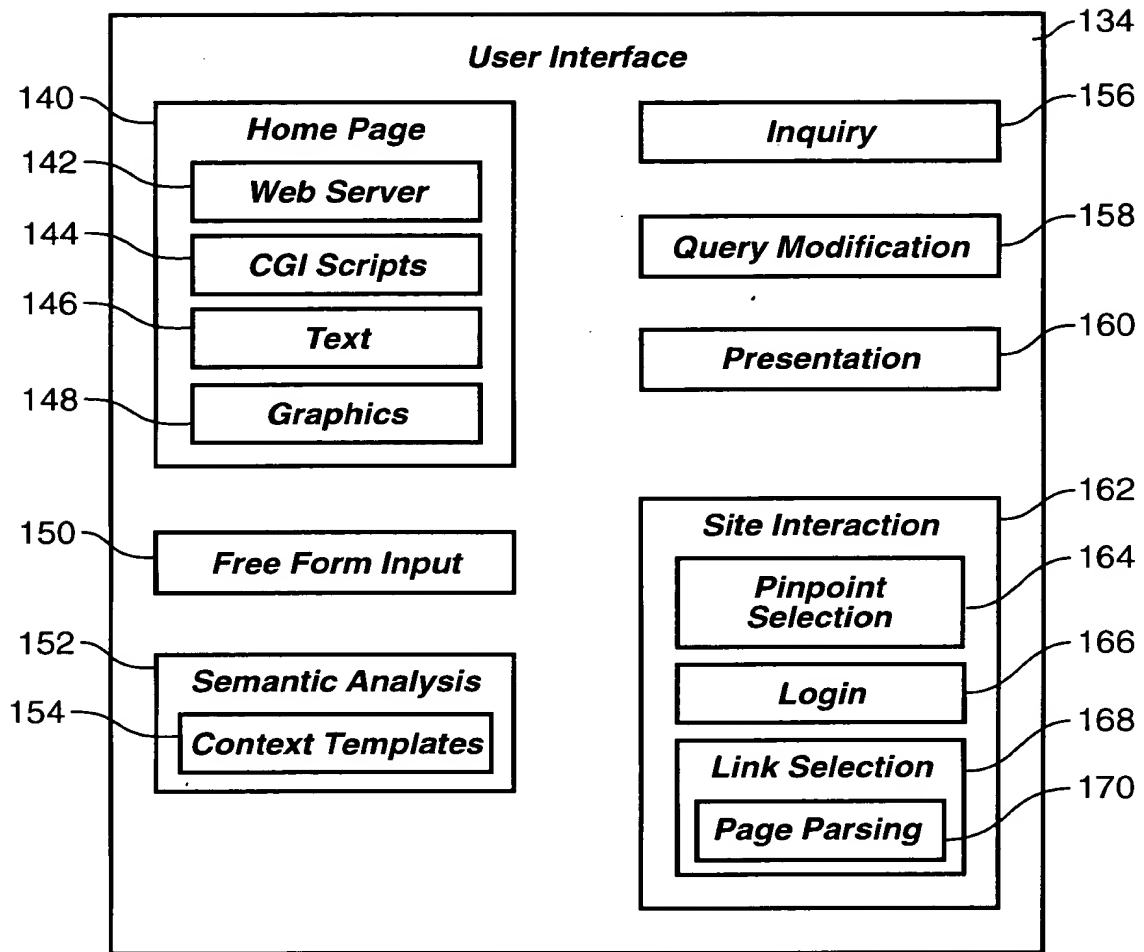 134
User Interface
140
Home Page
142
Web Server
144
CGI Scripts
146
Text
148
Graphics
150
Free Form Input
152
Semantic Analysis
154
Context Templates
156
Inquiry
158
Query Modification
160
Presentation
162
Site Interaction
164
Pinpoint
Selection
166
Login
168
Link Selection
170
Page Parsing